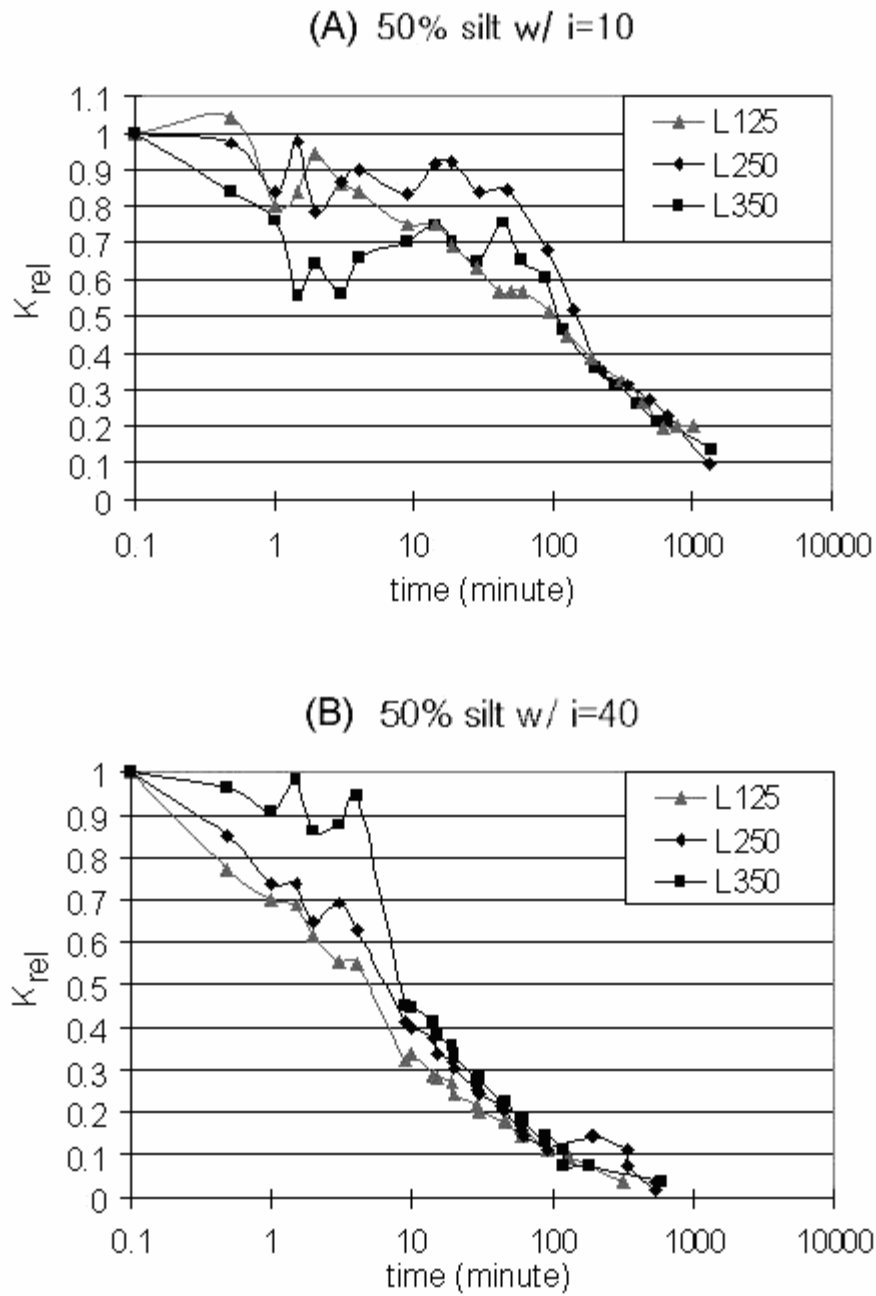 (A) 50% silt w/ i=10
1.1
1
0.9
0.8
0.7
0.6
0.5
0.4
0.3
0.2
0.1
0
Krel
L125
L250
L350
0.1 1 10 100 1000 10000
time (minute)
(B) 50% silt w/ i=40
1
0.9
0.8
0.7
0.6
0.5
0.4
0.3
0.2
0.1
0
Krel
L125
L250
L350
0.1 1 10 100 1000 10000
time (minute)